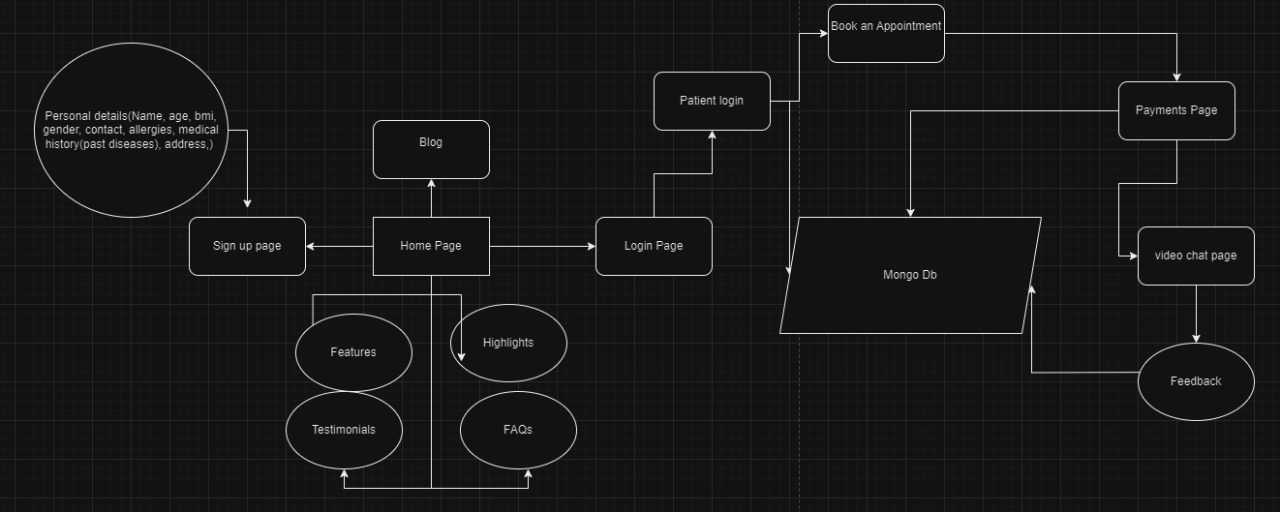 Book an Appointment
Patient login
Payments Page
Personal details(Name, age, bmi,
gender, contact, allergies, medical
history(past diseases), address,)
Blog
Sign up page
Home Page
Login Page
Mongo Db
video chat page
Features
Highlights
Feedback
Testimonials
FAQs